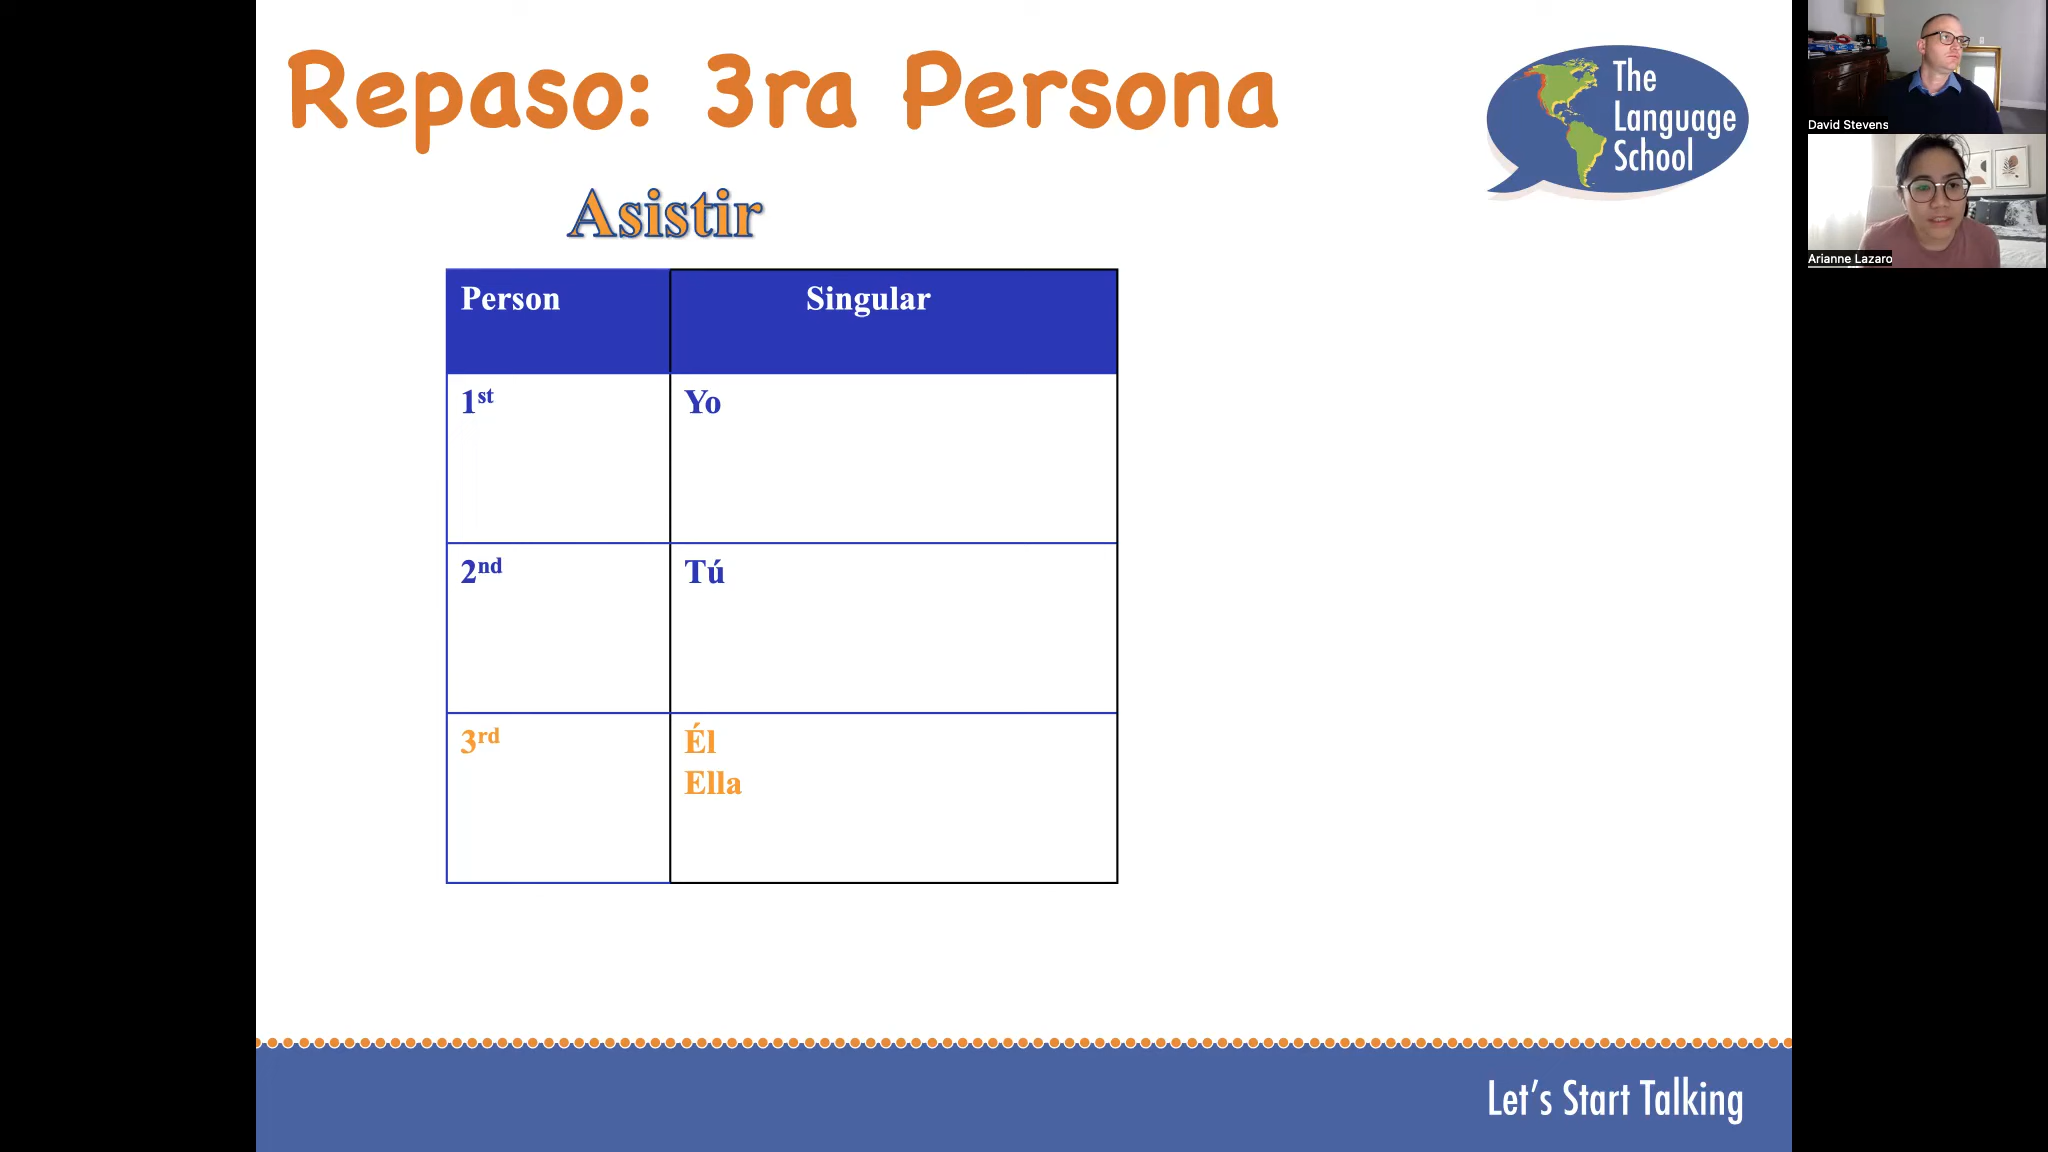 Repaso: 3ra Persona
The
Language
School
David Stevens
Arianne Lazaro
Asistir
Person Singular
1st Yo
2nd Tú
3rd Él
Ella
Let's Start Talking